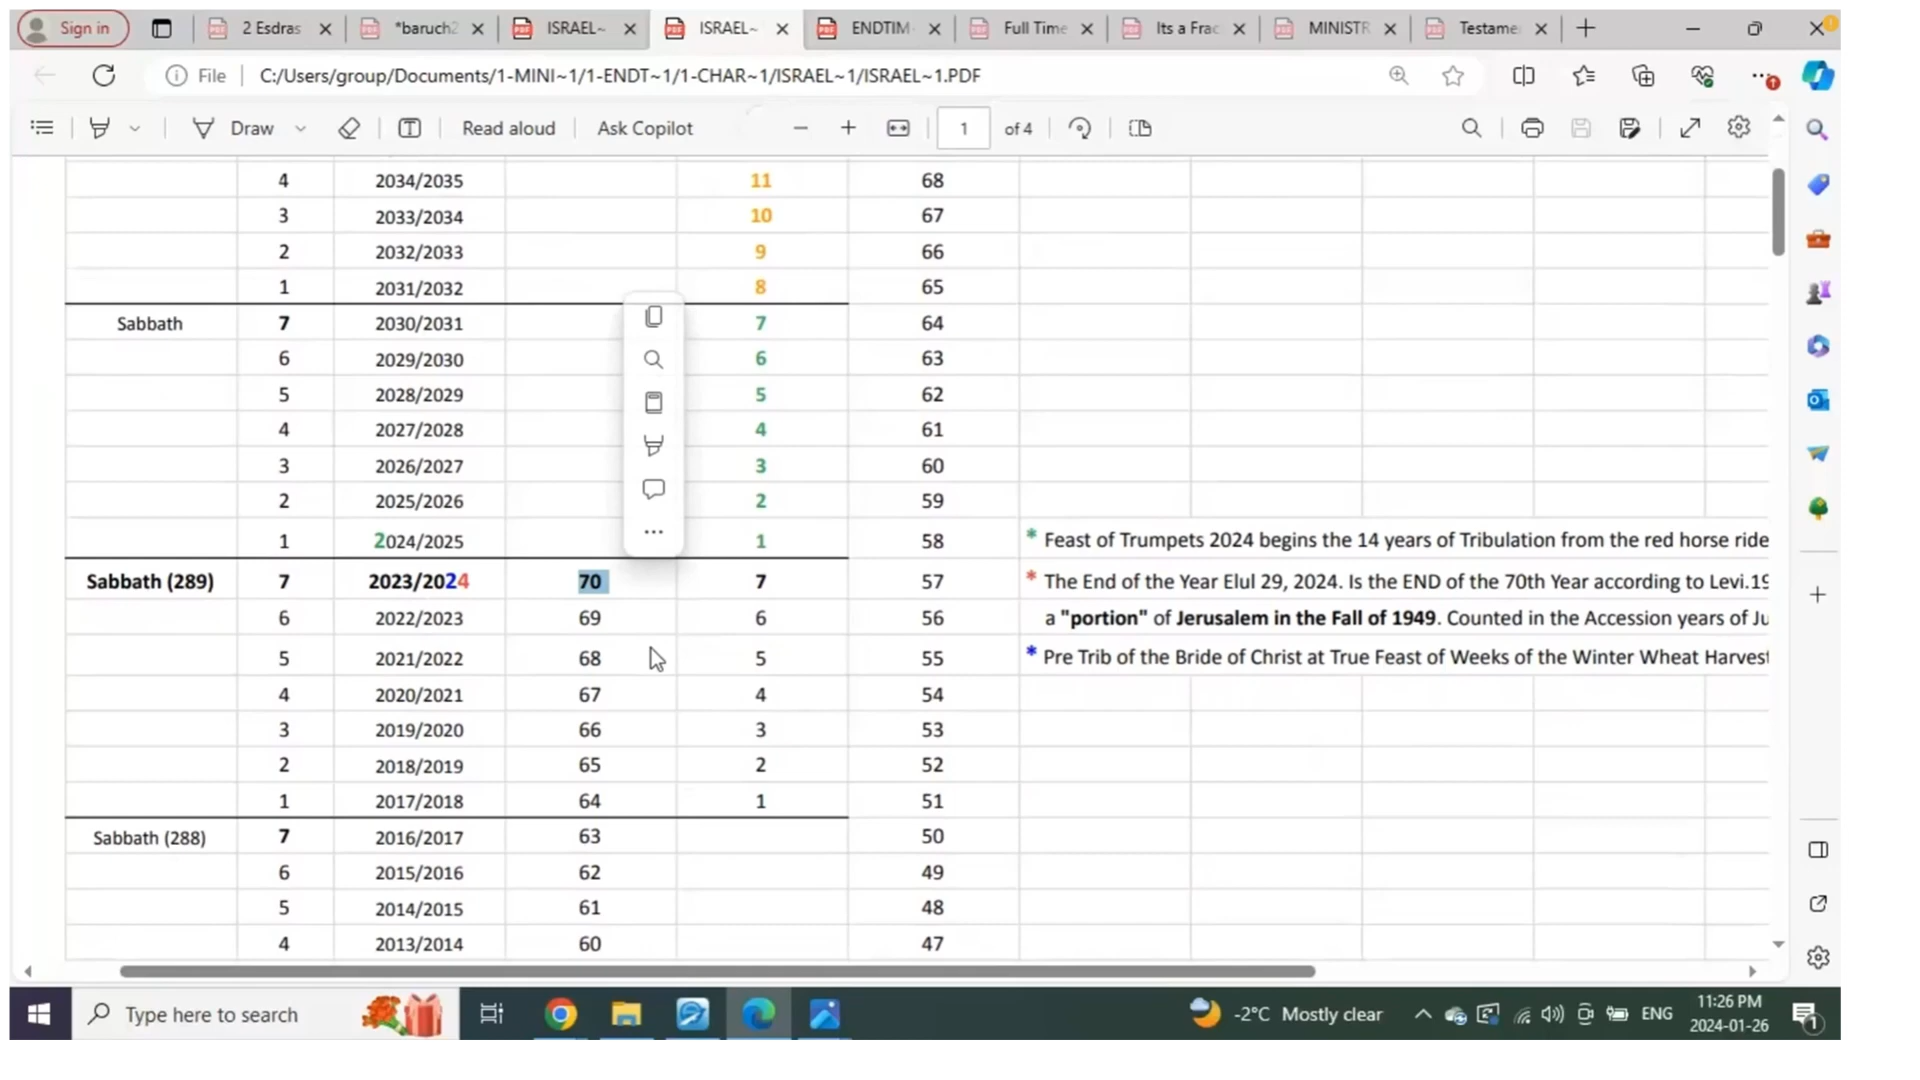 Sign in
2 Esdras
*baruch2
ISRAEL~
ISRAEL~
ENDTIM
Full Time
Its a Frac
MINISTR
Testame
File C:/Users/group/Documents/1-MINI~1/1-ENDT~1/1-CHAR~1/ISRAEL~1/ISRAEL~1.PDF
Draw Read aloud Ask Copilot 1 of 4
4 2034/2035 11 68
3 2033/2034 10 67
2 2032/2033 9 66
1 2031/2032 8 65
Sabbath 7 2030/2031 7 64
6 2029/2030 6 63
5 2028/2029 5 62
4 2027/2028 4 61
3 2026/2027 3 60
2 2025/2026 2 59
1 2024/2025 1 58 * Feast of Trumpets 2024 begins the 14 years of Tribulation from the red horse ride
Sabbath (289) 7 2023/2024 70 7 57 * The End of the Year Elul 29, 2024. Is the END of the 70th Year according to Levi.19
6 2022/2023 69 6 56 a "portion" of Jerusalem in the Fall of 1949. Counted in the Accession years of Ju
5 2021/2022 68 5 55 * Pre Trib of the Bride of Christ at True Feast of Weeks of the Winter Wheat Harvest
4 2020/2021 67 4 54
3 2019/2020 66 3 53
2 2018/2019 65 2 52
1 2017/2018 64 1 51
Sabbath (288) 7 2016/2017 63 50
6 2015/2016 62 49
5 2014/2015 61 48
4 2013/2014 60 47
Type here to search -2°C Mostly clear ENG 11:26 PM
2024-01-26 1